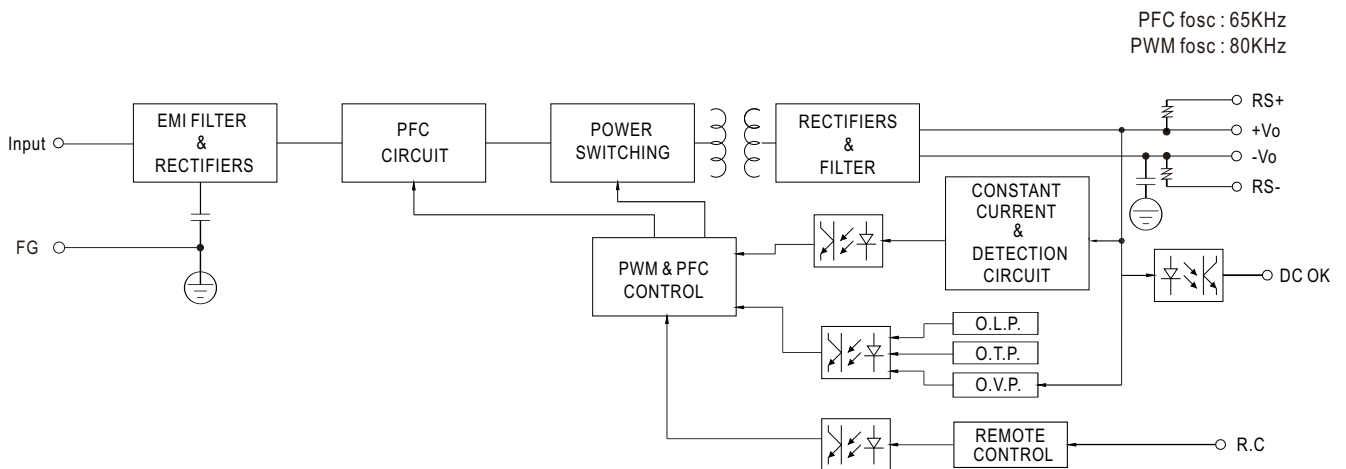 PFC fosc : 65KHz
PWM fosc : 80KHz
RS+
EMI FILTER
&
RECTIFIERS
PFC
CIRCUIT
POWER
SWITCHING
RECTIFIERS
&
FILTER
+Vo
Input
-Vo
RS-
CONSTANT
CURRENT
&
DETECTION
CIRCUIT
FG
PWM & PFC
CONTROL
DC OK
O.L.P.
O.T.P.
O.V.P.
REMOTE
CONTROL
R.C